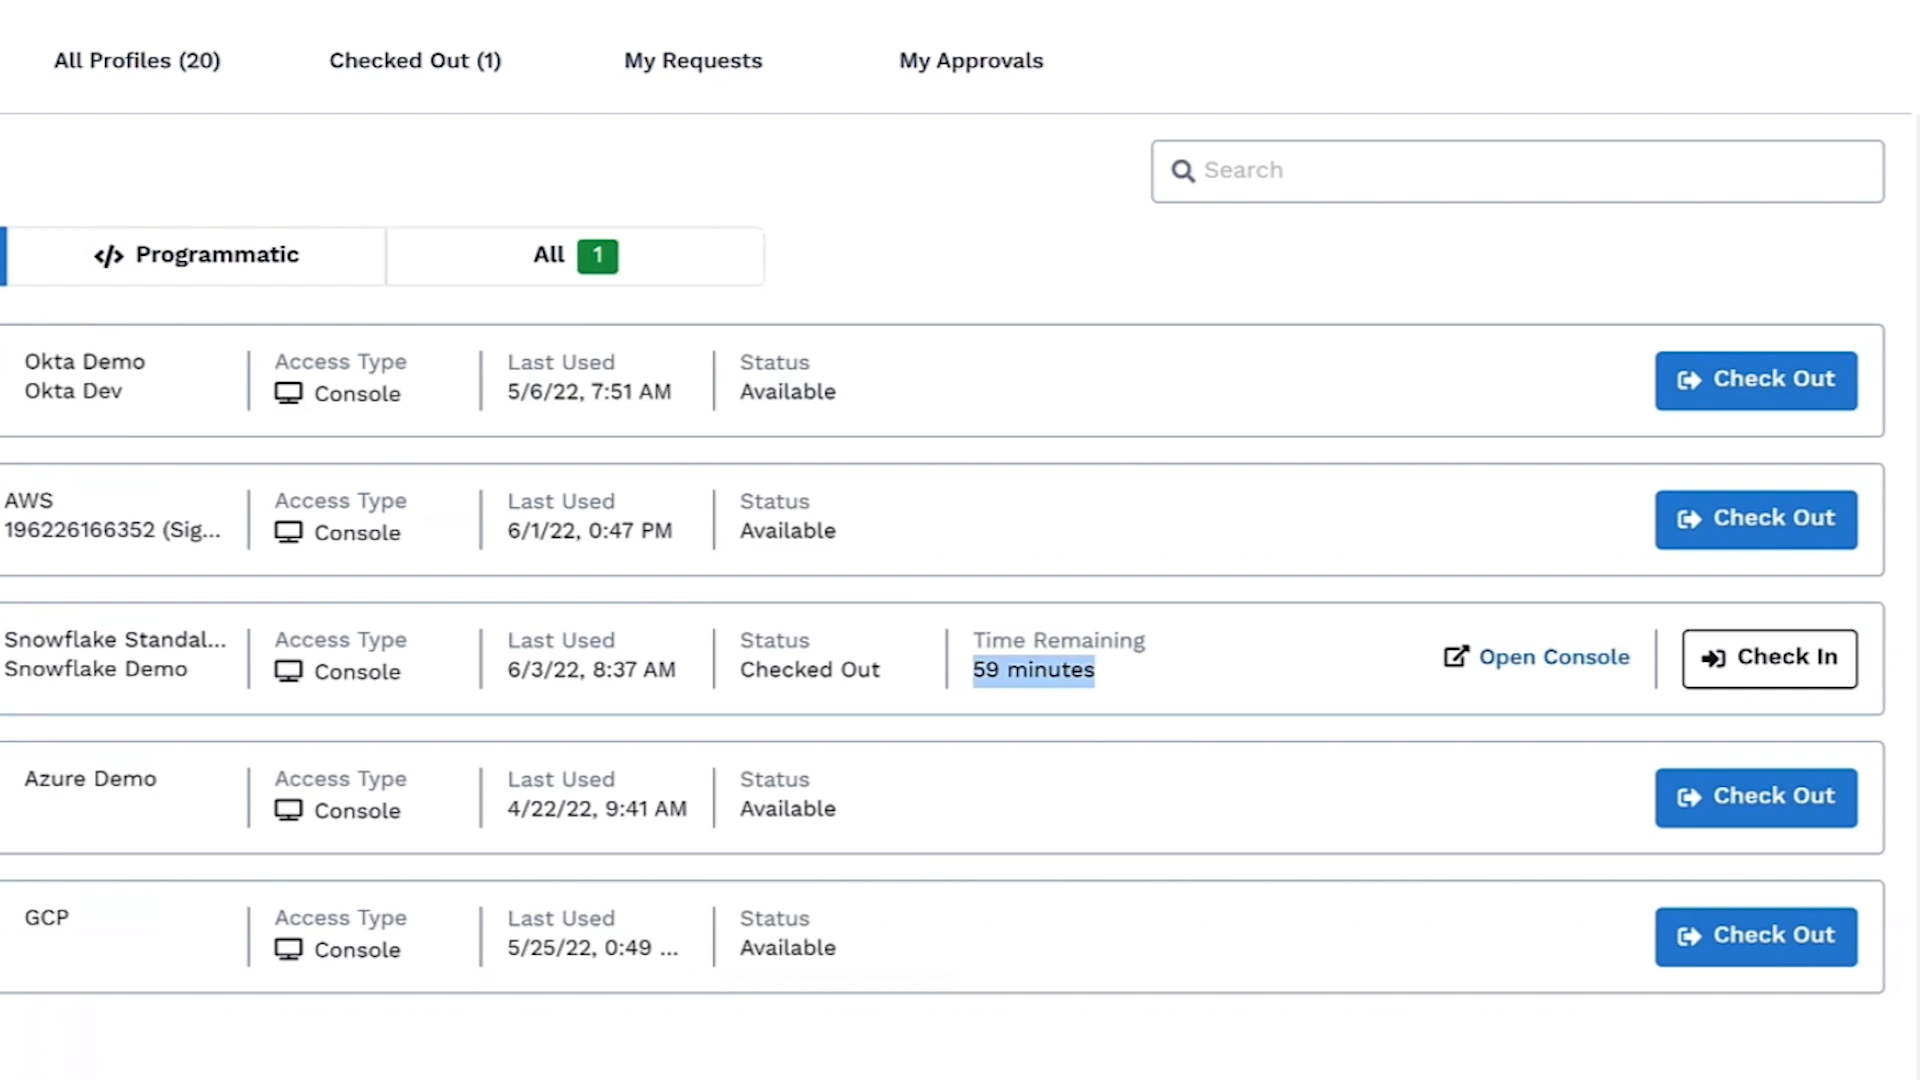 All Profiles (20) Checked Out (1) My Requests My Approvals
Search
</> Programmatic All 1
Okta Demo Access Type Last Used Status
Okta Dev Console 5/6/22, 7:51 AM Available Check Out
AWS Access Type Last Used Status
196226166352 (Sig... Console 6/1/22, 0:47 PM Available Check Out
Snowflake Standal... Access Type Last Used Status Time Remaining
Snowflake Demo Console 6/3/22, 8:37 AM Checked Out 59 minutes Open Console Check In
Azure Demo Access Type Last Used Status
Console 4/22/22, 9:41 AM Available Check Out
GCP Access Type Last Used Status
Console 5/25/22, 0:49 ... Available Check Out